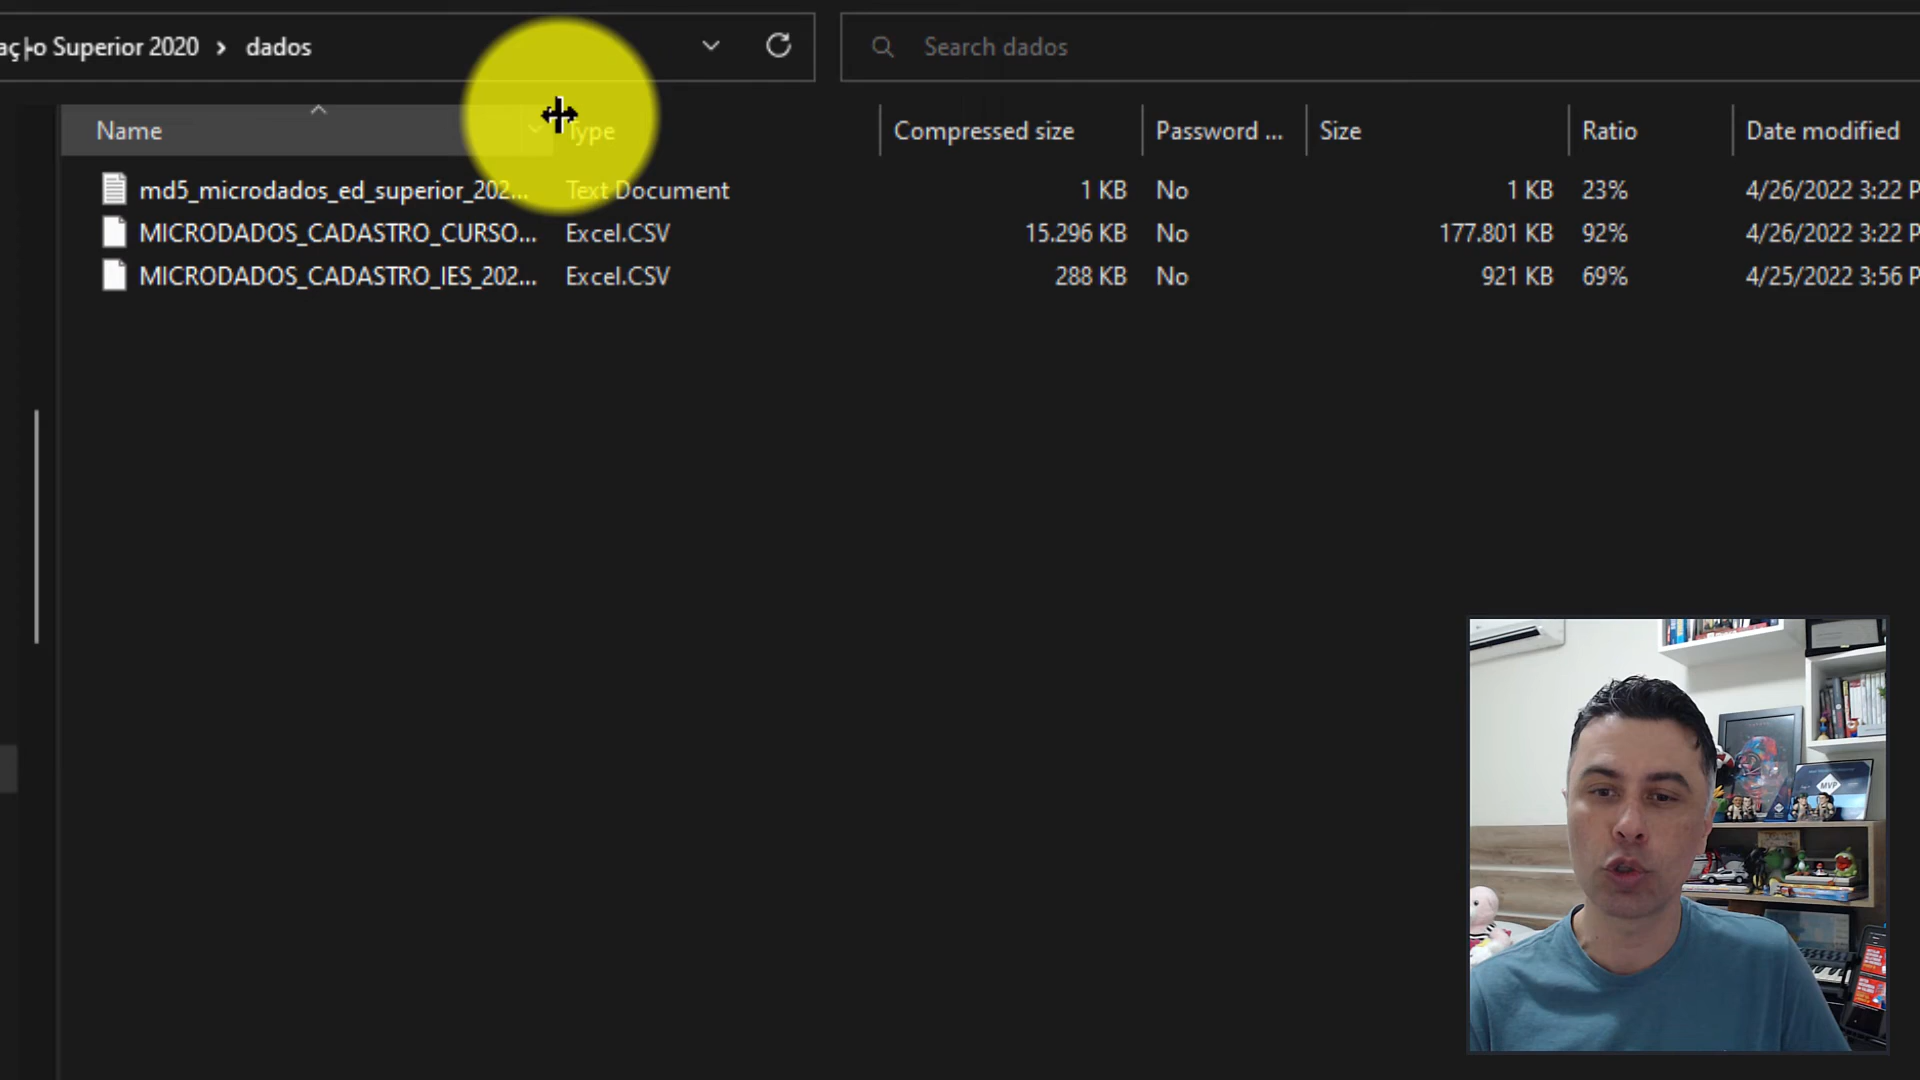 aç├o Superior 2020 > dados
Search dados
Name Type Compressed size Password ... Size Ratio Date modified
md5_microdados_ed_superior_202... Text Document 1 KB No 1 KB 23% 4/26/2022 3:22 P
MICRODADOS_CADASTRO_CURSO... Excel.CSV 15.296 KB No 177.801 KB 92% 4/26/2022 3:22 P
MICRODADOS_CADASTRO_IES_202... Excel.CSV 288 KB No 921 KB 69% 4/25/2022 3:56 P
MVP